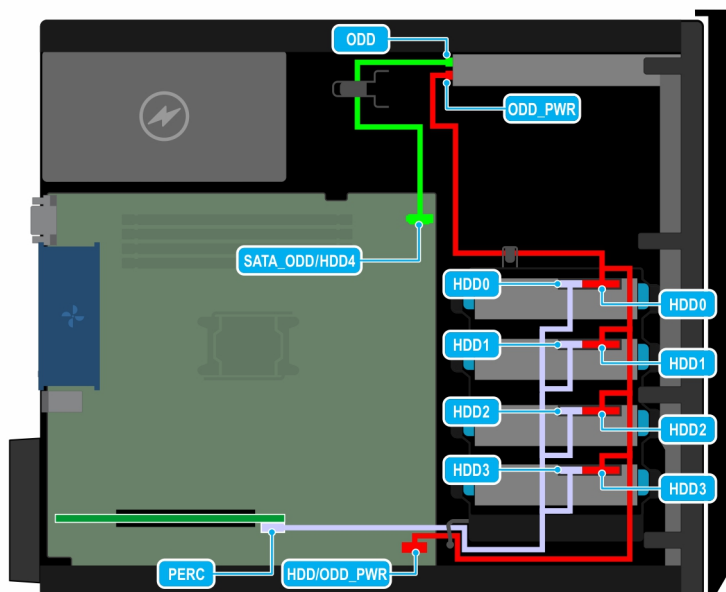 ODD
ODD_PWR
SATA_ODD/HDD4
HDD0
HDD0
HDD1
HDD1
HDD2
HDD2
HDD3
HDD3
PERC
HDD/ODD_PWR